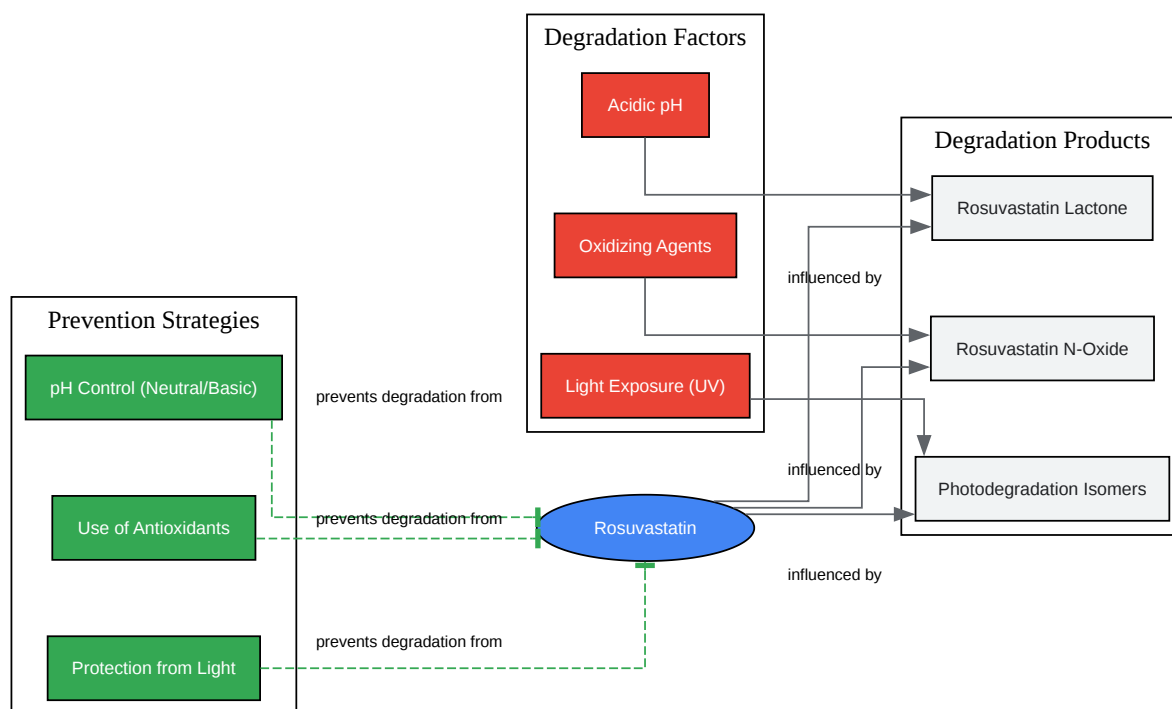 Degradation Factors
Acidic pH
Oxidizing Agents
Light Exposure (UV)
Degradation Products
Rosuvastatin Lactone
Rosuvastatin N-Oxide
Photodegradation Isomers
influenced by
influenced by
influenced by
Prevention Strategies
pH Control (Neutral/Basic)
Use of Antioxidants
Protection from Light
prevents degradation from
prevents degradation from
prevents degradation from
Rosuvastatin